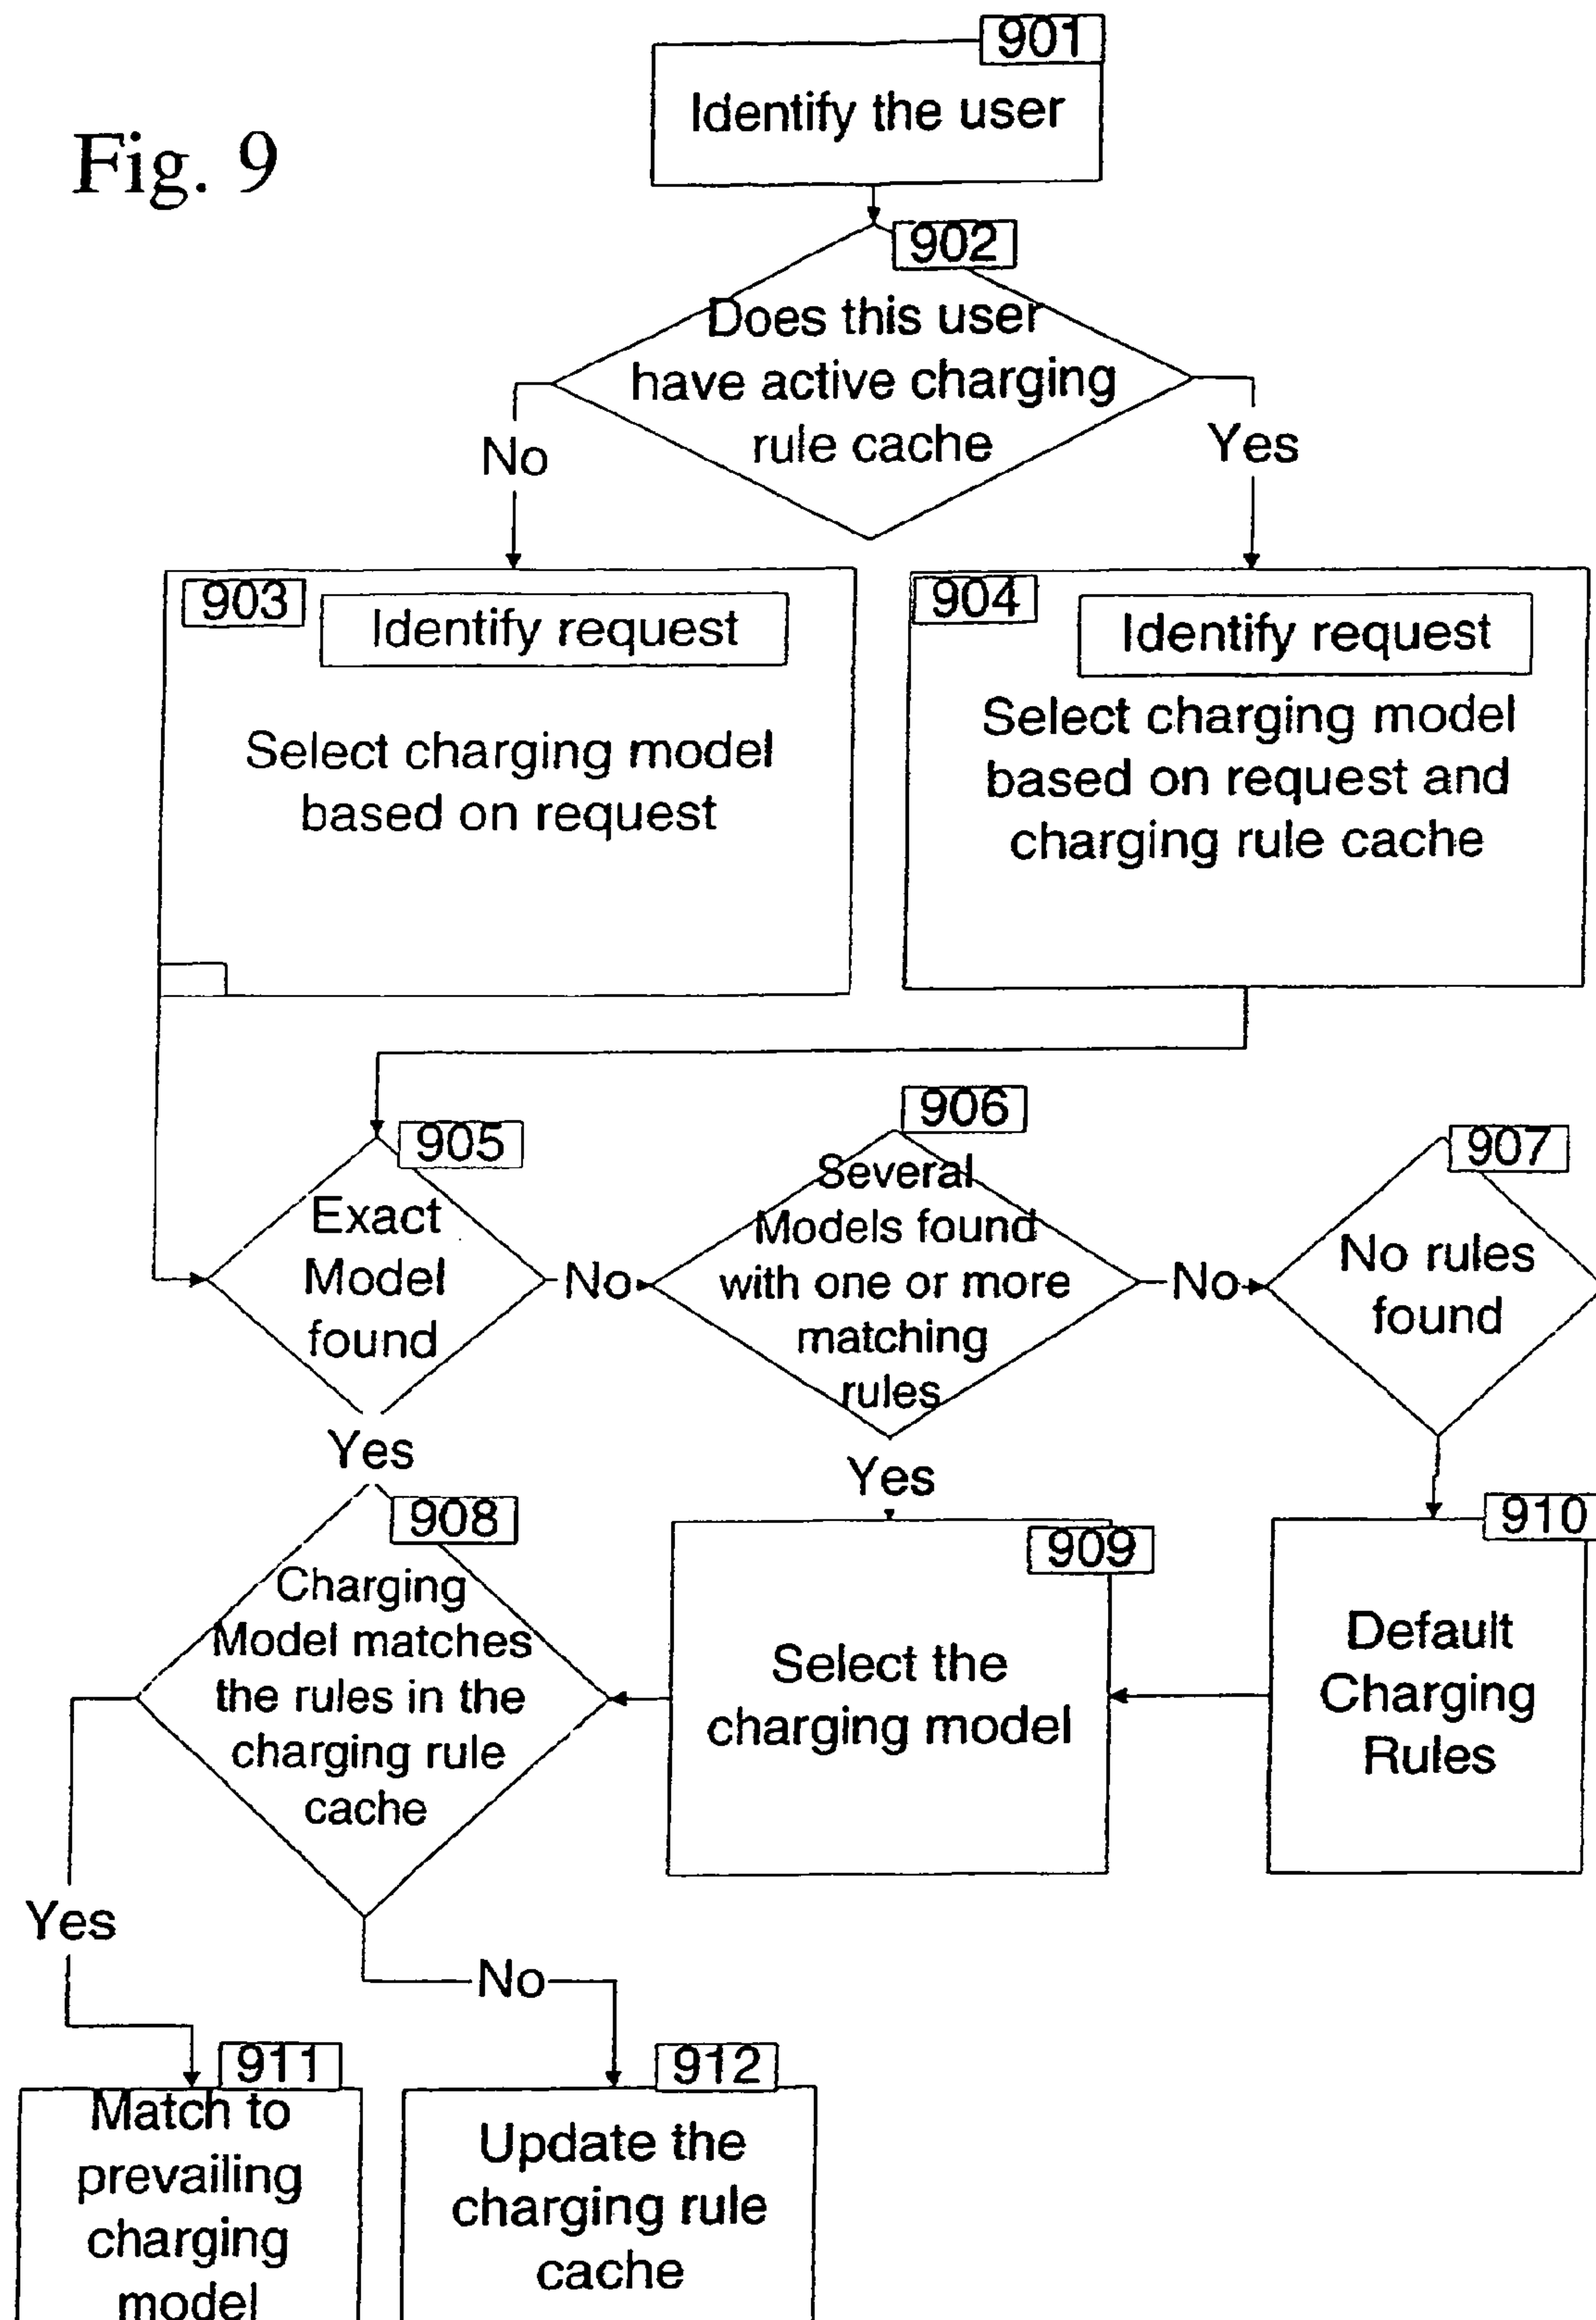 Fig. 9
901
Identify the user
902
Does this user
have active charging
rule cache
No
Yes
903
Identify request
Select charging model
based on request
904
Identify request
Select charging model
based on request and
charging rule cache
905
Exact
Model
found
No
906
Several
Models found
with one or more
matching
rules
No
907
No rules
found
Yes
Yes
908
Charging
Model matches
the rules in the
charging rule
cache
909
Select the
charging model
910
Default
Charging
Rules
Yes
No
911
Match to
prevailing
charging
model
912
Update the
charging rule
cache